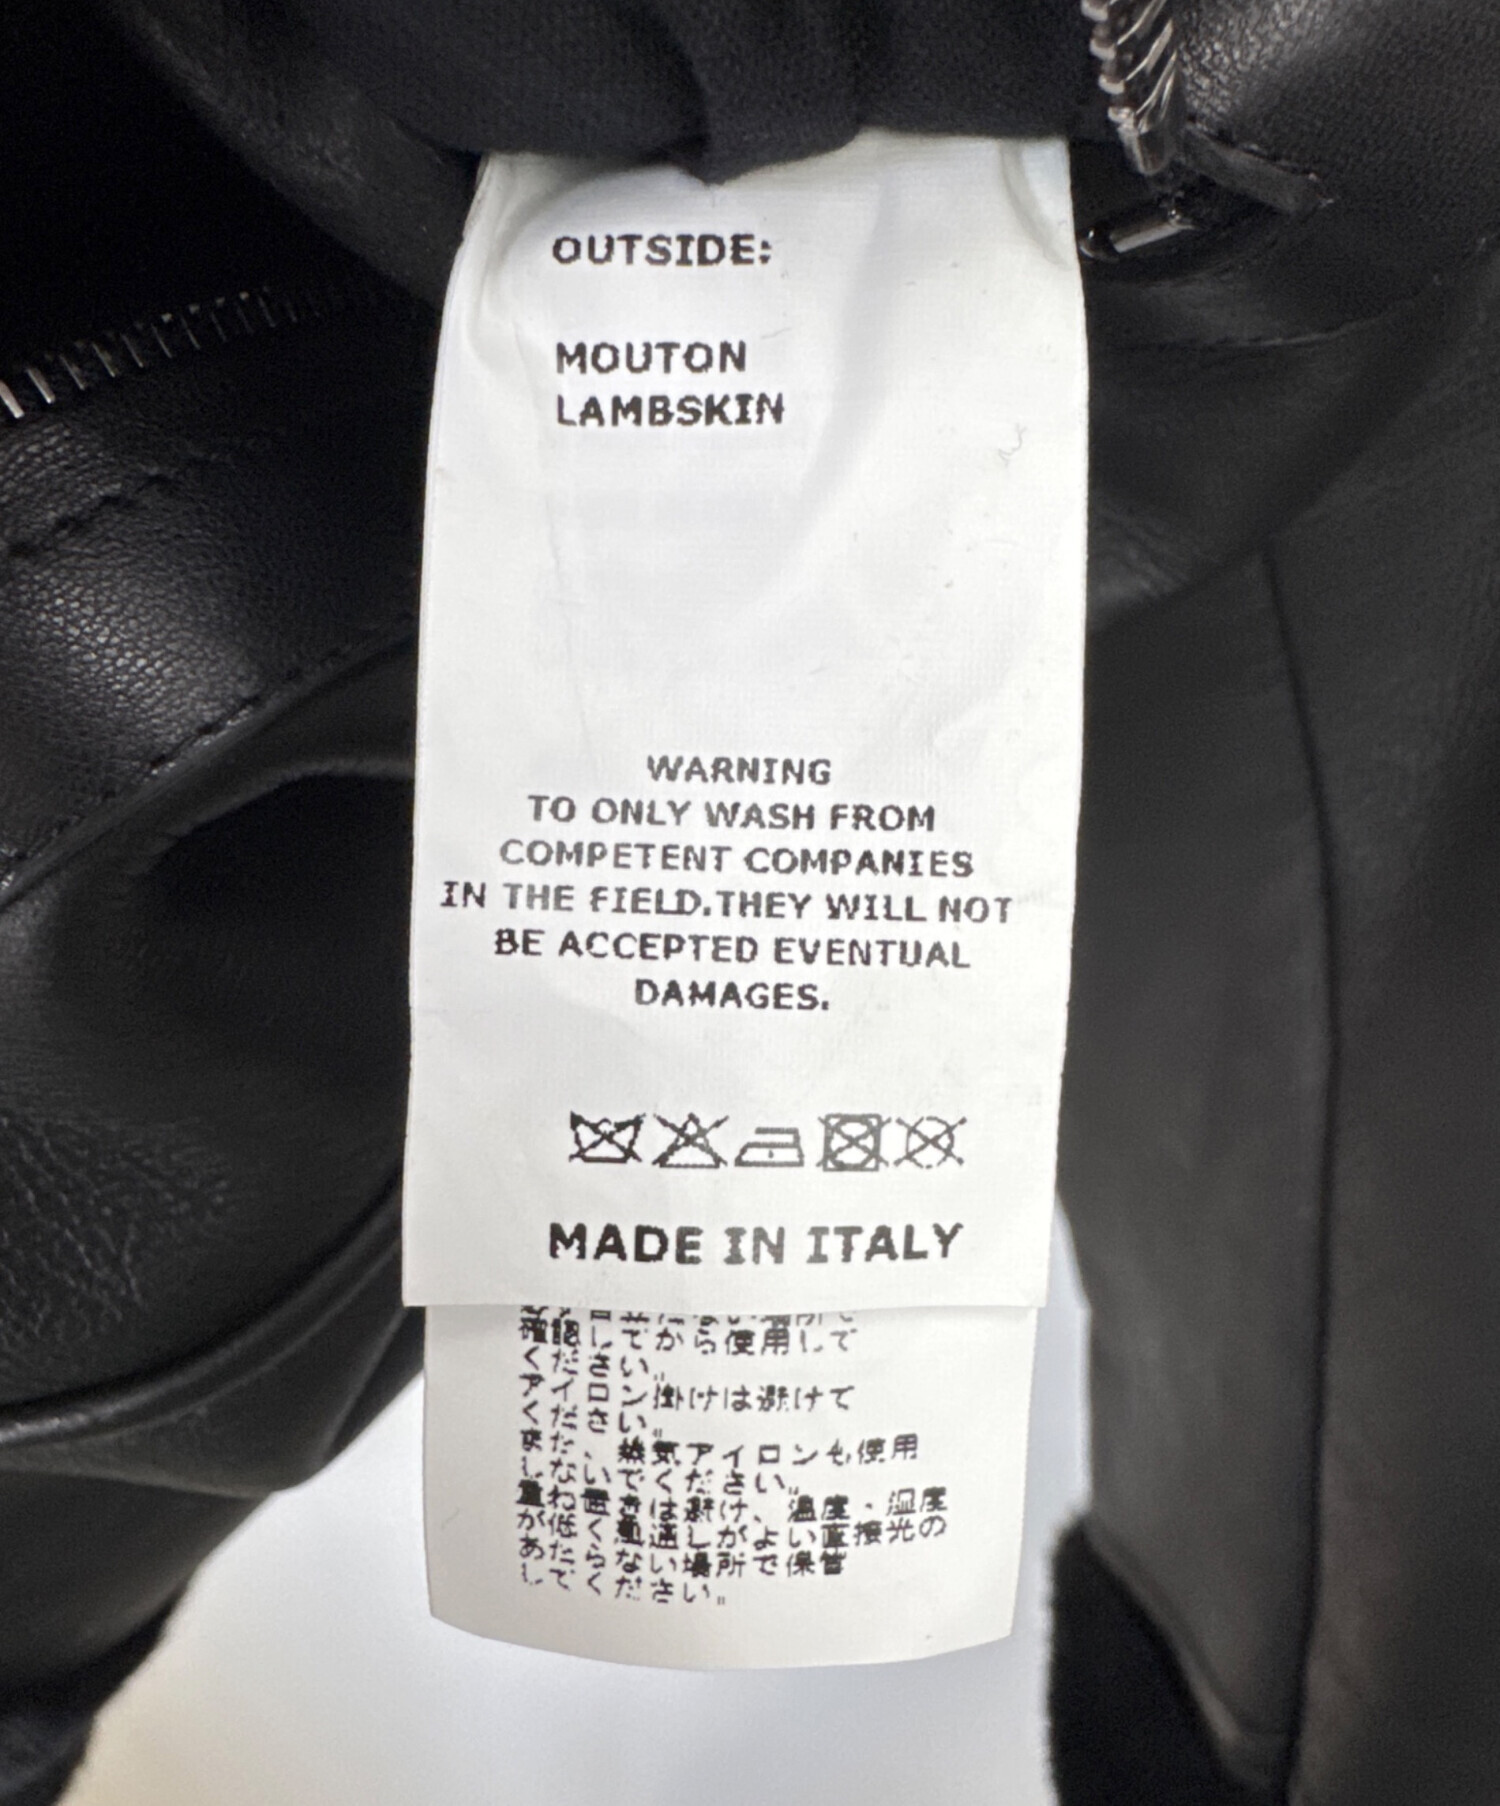 OUTSIDE:
MOUTON
LAMBSKIN
WARNING
TO ONLY WASH FROM
COMPETENT COMPANIES
IN THE FIELD.THEY WILL NOT
BE ACCEPTED EVENTUAL
DAMAGES.
MADE IN ITALY
確認してから使用して
ください。
アイロン掛けは避けて
ください。
また、蒸気アイロンも使用
しないでください。
重ね置きは避け、温度・湿度
が低く風通しがよい直接光の
あたらない場所で保管
してください。